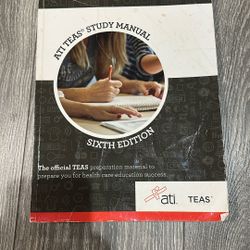 ATI TEAS® STUDY MANUAL
SIXTH EDITION
The official TEAS preparation material to
prepare you for health care education success.
ati. TEAS®